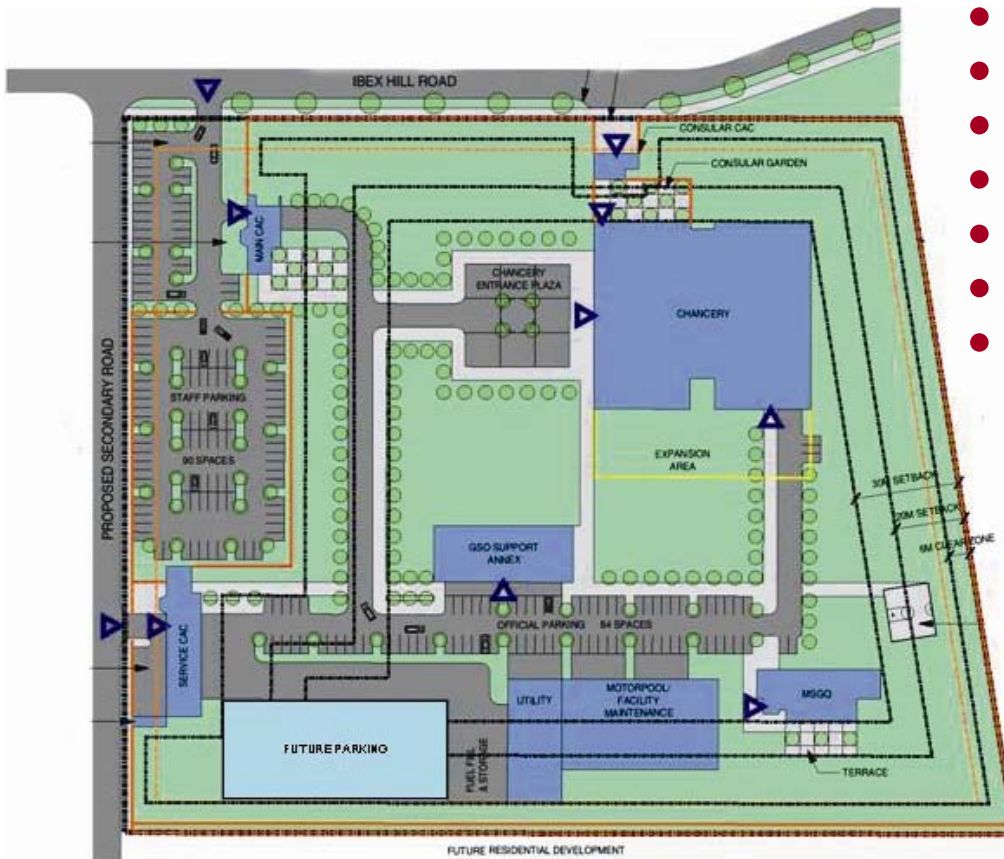 IBEX HILL ROAD
CONSULAR CAC
CONSULAR GARDEN
MAIN CAC
CHANCERY
ENTRANCE PLAZA
CHANCERY
PROPOSED SECONDARY ROAD
STAFF PARKING
90 SPACES
EXPANSION
AREA
30M SETBACK
20M SETBACK
6M CLEAR ZONE
GSO SUPPORT
ANNEX
OFFICIAL PARKING 84 SPACES
SERVICE CAC
UTILITY
MOTORPOOL/
FACILITY
MAINTENANCE
MSGQ
FUTURE PARKING
FUEL FILL
& STORAGE
TERRACE
FUTURE RESIDENTIAL DEVELOPMENT